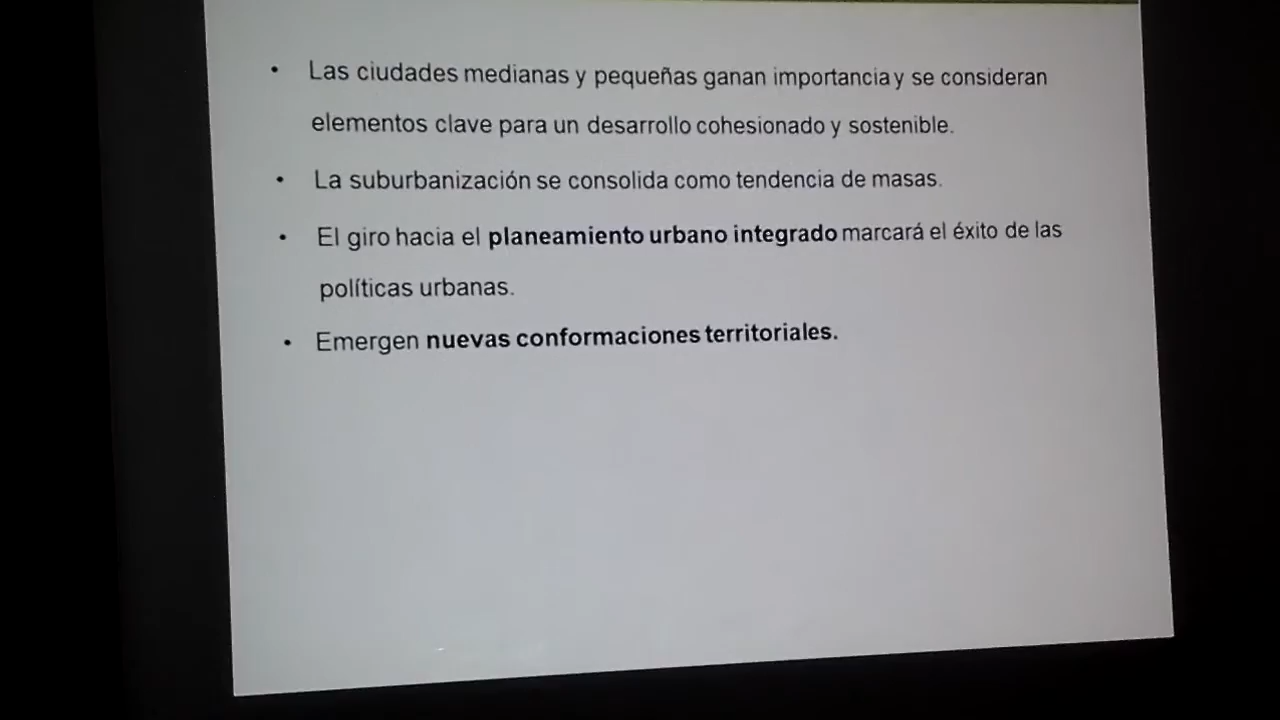 • Las ciudades medianas y pequeñas ganan importancia y se consideran
elementos clave para un desarrollo cohesionado y sostenible.
• La suburbanización se consolida como tendencia de masas.
• El giro hacia el planeamiento urbano integrado marcará el éxito de las
políticas urbanas.
• Emergen nuevas conformaciones territoriales.